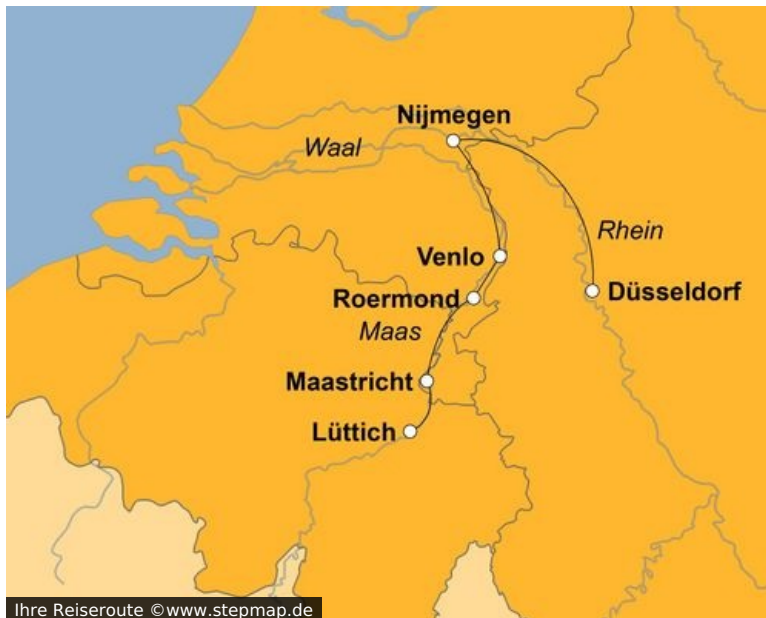 Nijmegen
Waal
Rhein
Venlo
Roermond
Düsseldorf
Maas
Maastricht
Lüttich
Ihre Reiseroute ©www.stepmap.de